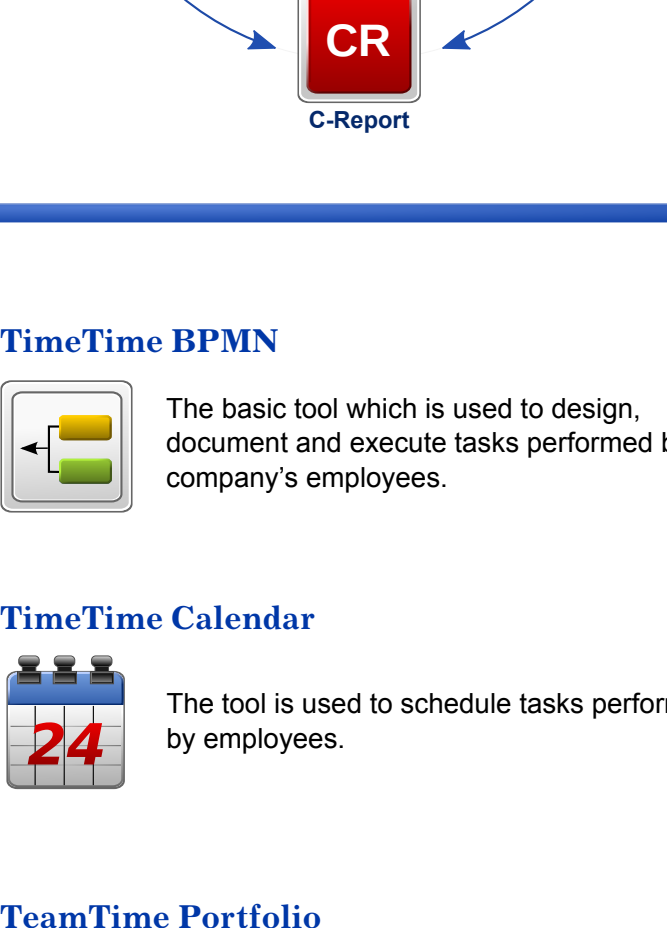 CR
C-Report
TimeTime BPMN
The basic tool which is used to design,
document and execute tasks performed
company’s employees.
TimeTime Calendar
24
The tool is used to schedule tasks
by employees.
TeamTime Portfolio